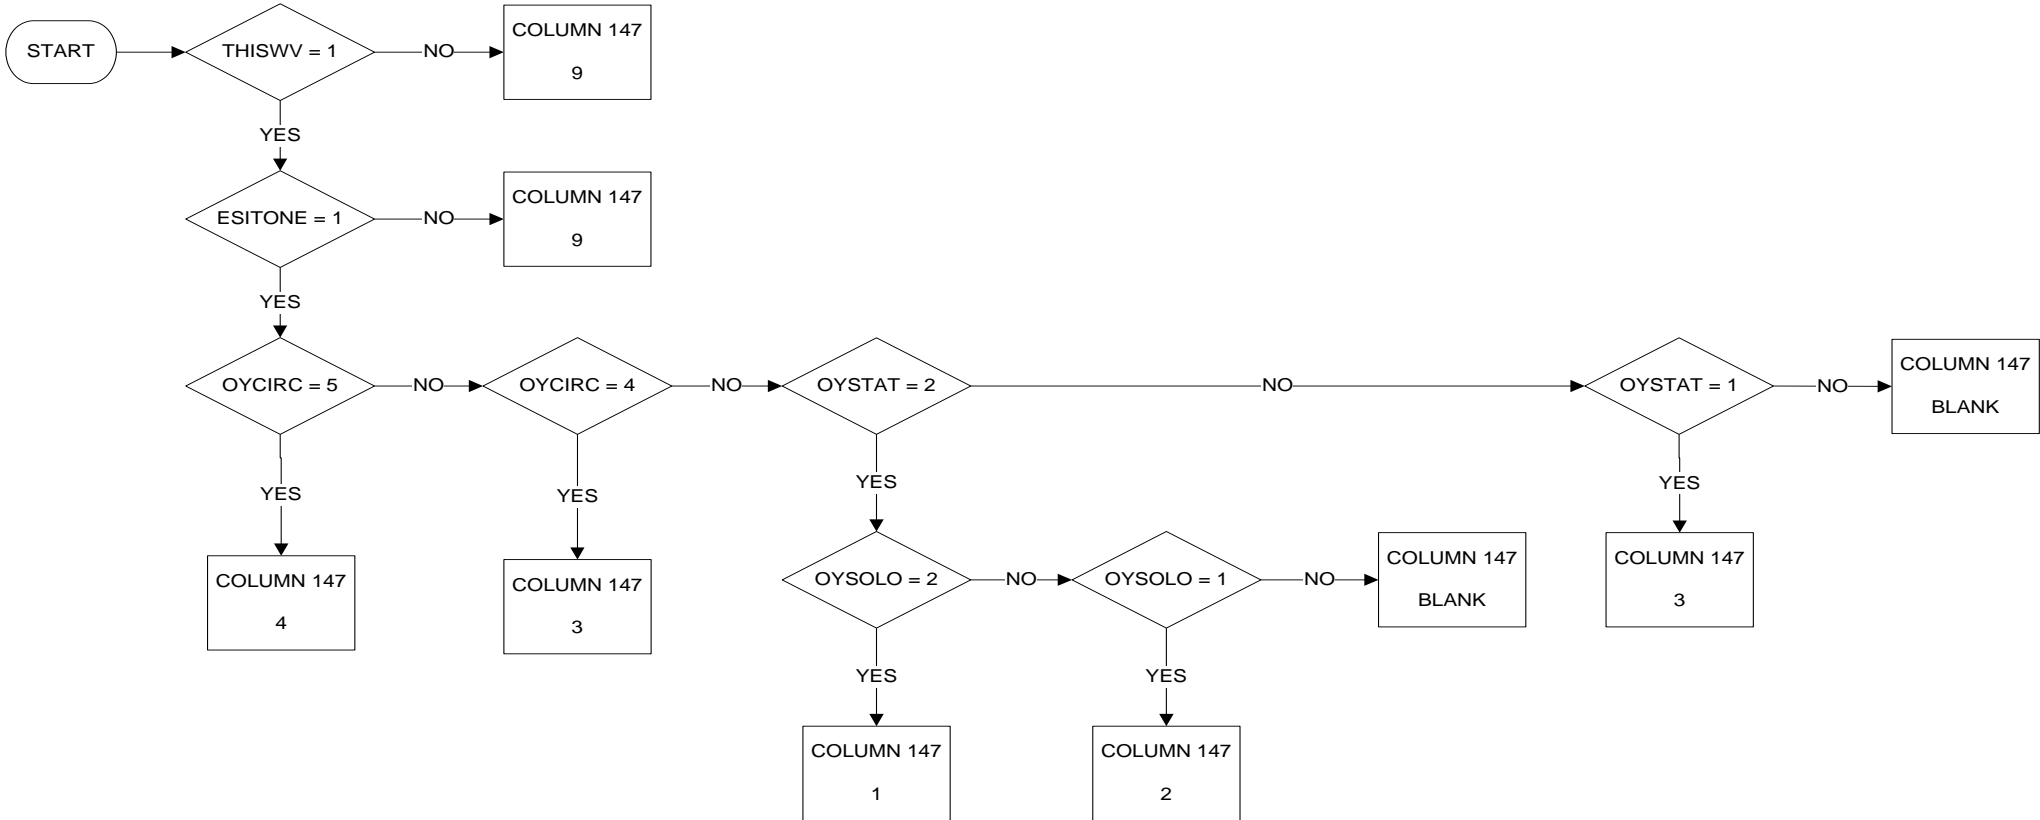 START
THISWV = 1
NO
COLUMN 147
9
YES
ESITONE = 1
NO
COLUMN 147
9
YES
OYCIRC = 5
NO
OYCIRC = 4
NO
OYSTAT = 2
NO
OYSTAT = 1
NO
COLUMN 147
BLANK
YES
COLUMN 147
4
YES
COLUMN 147
3
YES
OYSOLO = 2
NO
OYSOLO = 1
NO
COLUMN 147
BLANK
YES
COLUMN 147
3
YES
COLUMN 147
1
YES
COLUMN 147
2